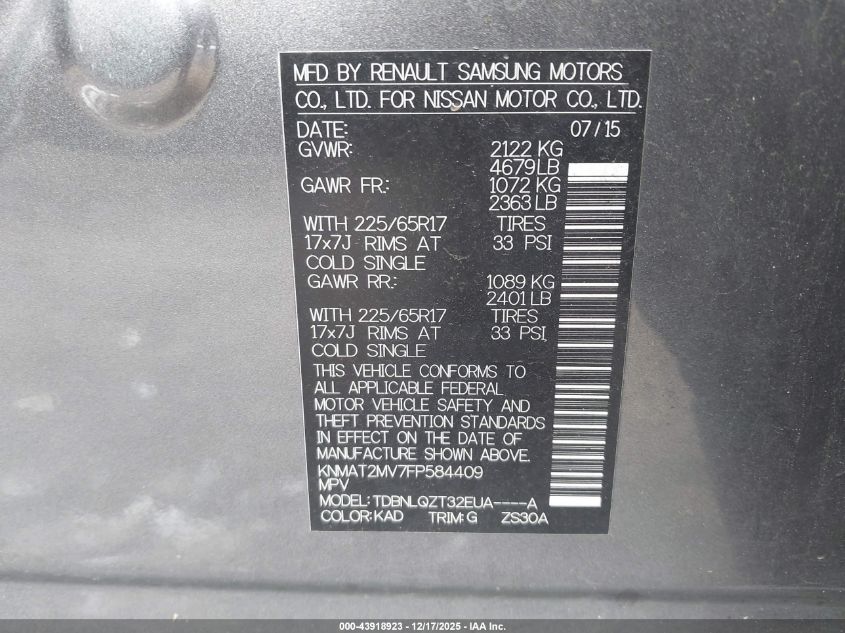 MFD BY RENAULT SAMSUNG MOTORS
CO., LTD. FOR NISSAN MOTOR CO., LTD.
DATE: 07/15
GVWR: 2122 KG
4679 LB
GAWR FR.: 1072 KG
2363 LB
WITH 225/65R17 TIRES
17x7J RIMS AT 33 PSI
COLD SINGLE
GAWR RR.: 1089 KG
2401 LB
WITH 225/65R17 TIRES
17x7J RIMS AT 33 PSI
COLD SINGLE
THIS VEHICLE CONFORMS TO
ALL APPLICABLE FEDERAL
MOTOR VEHICLE SAFETY AND
THEFT PREVENTION STANDARDS
IN EFFECT ON THE DATE OF
MANUFACTURE SHOWN ABOVE.
KNMAT2MV7FP584409
MPV
MODEL: TDBNLQZT32EUA----A
COLOR: KAD TRIM: G ZS30A
000-43918923 - 12/17/2025 - IAA Inc.